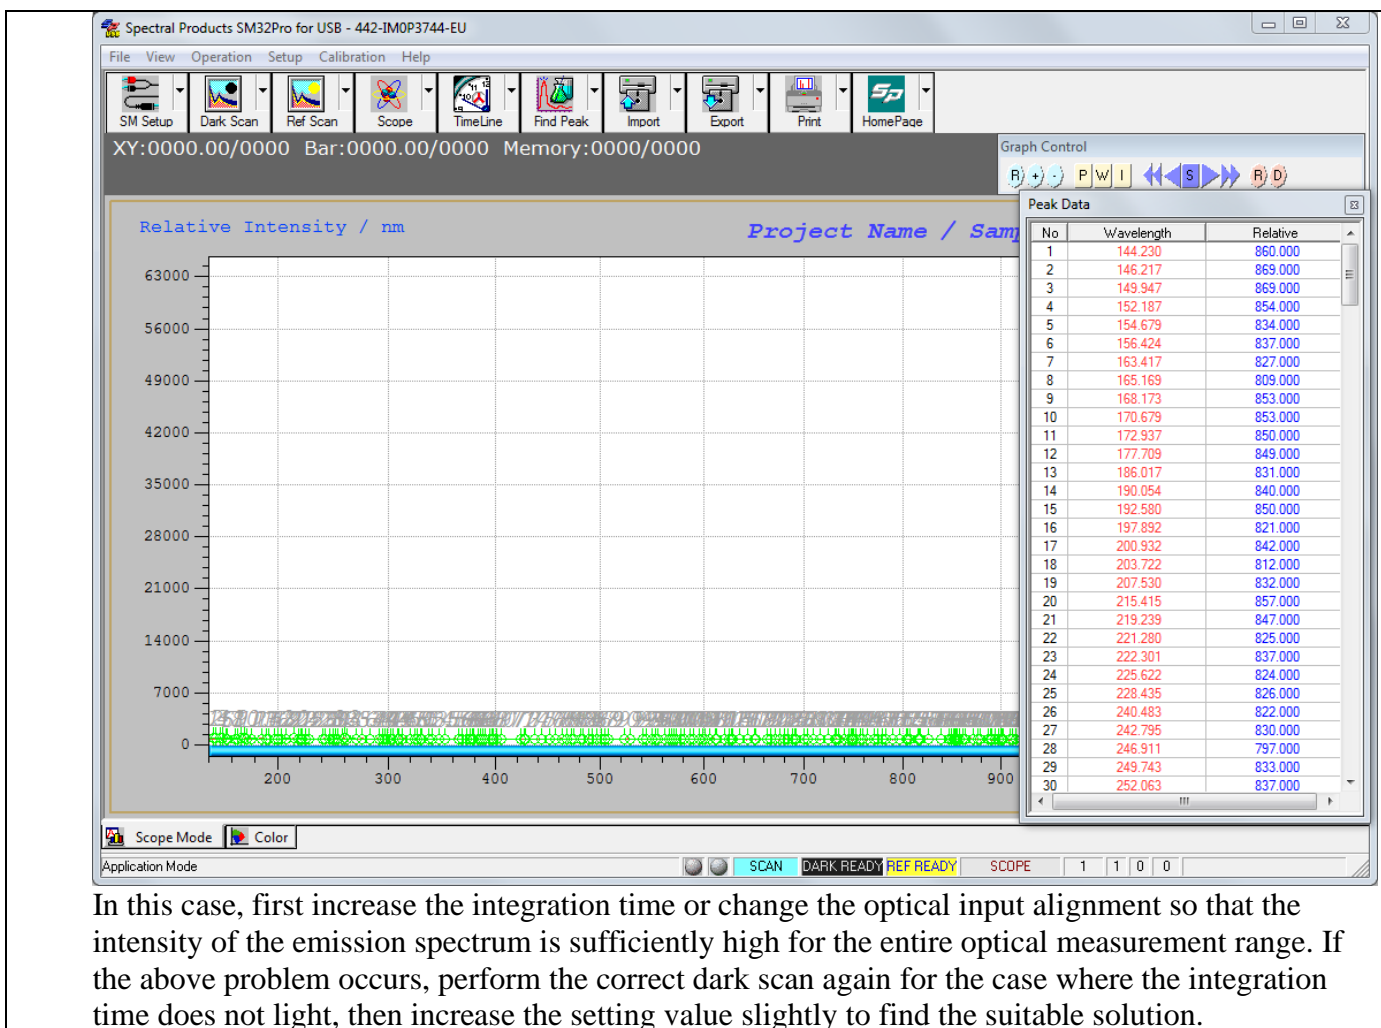 Spectral Products SM32Pro for USB - 442-IM0P3744-EU
File View Operation Setup Calibration Help
SM Setup Dark Scan Ref Scan Scope TimeLine Find Peak Import Export Print HomePage
XY:0000.00/0000 Bar:0000.00/0000 Memory:0000/0000
Graph Control
R + - P W I S R D
Peak Data
Relative Intensity / nm
Project Name / Sam
No Wavelength Relative
1 144.230 860.000
2 146.217 869.000
3 149.947 869.000
4 152.187 854.000
5 154.679 834.000
6 156.424 837.000
7 163.417 827.000
8 165.169 809.000
9 168.173 853.000
10 170.679 853.000
11 172.937 850.000
12 177.709 849.000
13 186.017 831.000
14 190.054 840.000
15 192.580 850.000
16 197.892 821.000
17 200.932 842.000
18 203.722 812.000
19 207.530 832.000
20 215.415 857.000
21 219.239 847.000
22 221.280 825.000
23 222.301 837.000
24 225.622 824.000
25 228.435 826.000
26 240.483 822.000
27 242.795 830.000
28 246.911 797.000
29 249.743 833.000
30 252.063 837.000
63000
56000
49000
42000
35000
28000
21000
14000
7000
0
200 300 400 500 600 700 800 900
Scope Mode Color
Application Mode SCAN DARK READY REF READY SCOPE 1 1 0 0
In this case, first increase the integration time or change the optical input alignment so that the
intensity of the emission spectrum is sufficiently high for the entire optical measurement range. If
the above problem occurs, perform the correct dark scan again for the case where the integration
time does not light, then increase the setting value slightly to find the suitable solution.